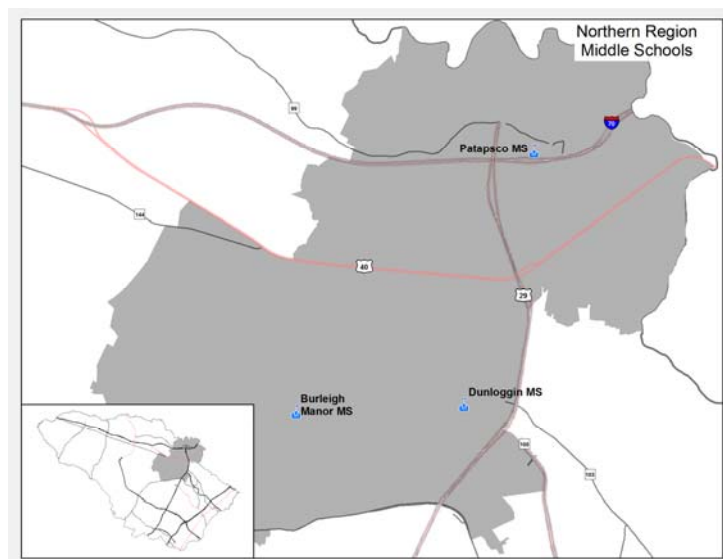 Northern Region
Middle Schools
99
70
Patapsco MS
144
40
29
Burleigh
Manor MS
Dunloggin MS
100
103